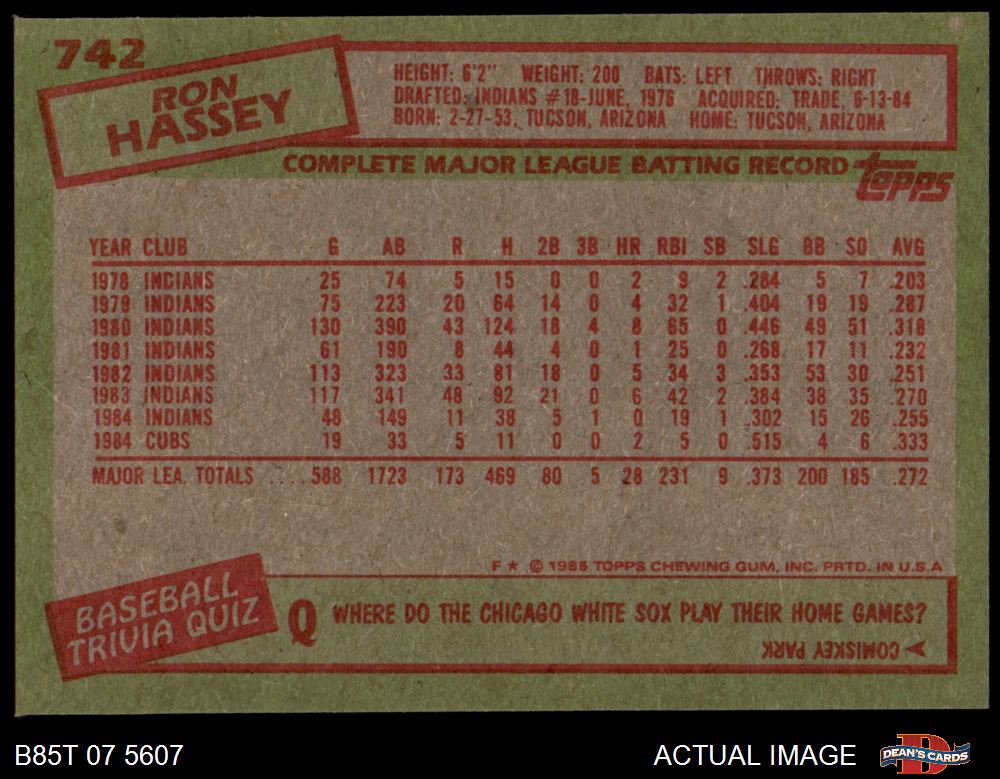 742
RON
HASSEY
HEIGHT: 6'2" WEIGHT: 200 BATS: LEFT THROWS: RIGHT
DRAFTED: INDIANS #18-JUNE, 1976 ACQUIRED: TRADE, 6-13-84
BORN: 2-27-53, TUCSON, ARIZONA HOME: TUCSON, ARIZONA
COMPLETE MAJOR LEAGUE BATTING RECORD
topps
YEAR CLUB G AB R H 2B 3B HR RBI SB SLG BB SO AVG
1978 INDIANS 25 74 5 15 0 0 2 9 2 .284 5 7 .203
1979 INDIANS 75 223 20 64 14 0 4 32 1 .404 19 19 .287
1980 INDIANS 130 390 43 124 18 4 8 65 0 .446 49 51 .318
1981 INDIANS 61 190 8 44 4 0 1 25 0 .268 17 11 .232
1982 INDIANS 113 323 33 81 18 0 5 34 3 .353 53 30 .251
1983 INDIANS 117 341 48 92 21 0 6 42 2 .384 38 35 .270
1984 INDIANS 48 149 11 38 5 1 0 19 1 .302 15 26 .255
1984 CUBS 19 33 5 11 0 0 2 5 0 .515 4 6 .333
MAJOR LEA. TOTALS ....588 1723 173 469 80 5 28 231 9 .373 200 185 .272
F★ © 1985 TOPPS CHEWING GUM, INC. PRTD. IN U.S.A
BASEBALL
TRIVIA QUIZ
Q WHERE DO THE CHICAGO WHITE SOX PLAY THEIR HOME GAMES?
COMISKEY PARK
B85T 07 5607
ACTUAL IMAGE
DEAN'S CARDS